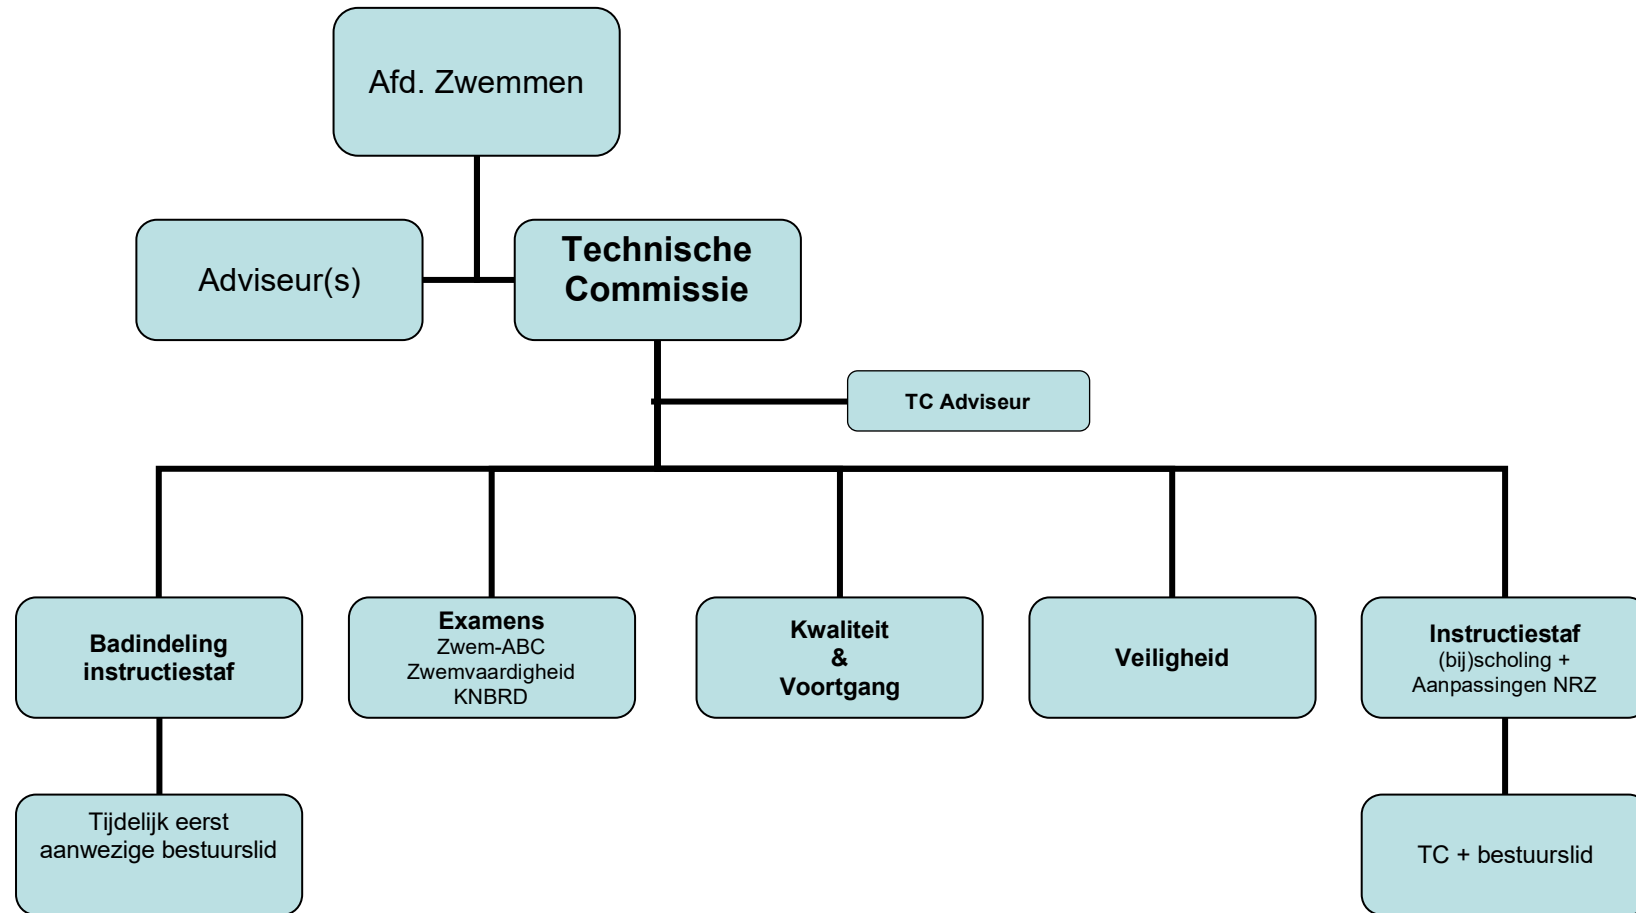 Afd. Zwemmen
Adviseur(s)
Technische
Commissie
TC Adviseur
Badindeling
instructiestaf
Examens
Zwem-ABC
Zwemvaardigheid
KNBRD
Kwaliteit
&
Voortgang
Veiligheid
Instructiestaf
(bij)scholing +
Aanpassingen NRZ
Tijdelijk eerst
aanwezige bestuurslid
TC + bestuurslid